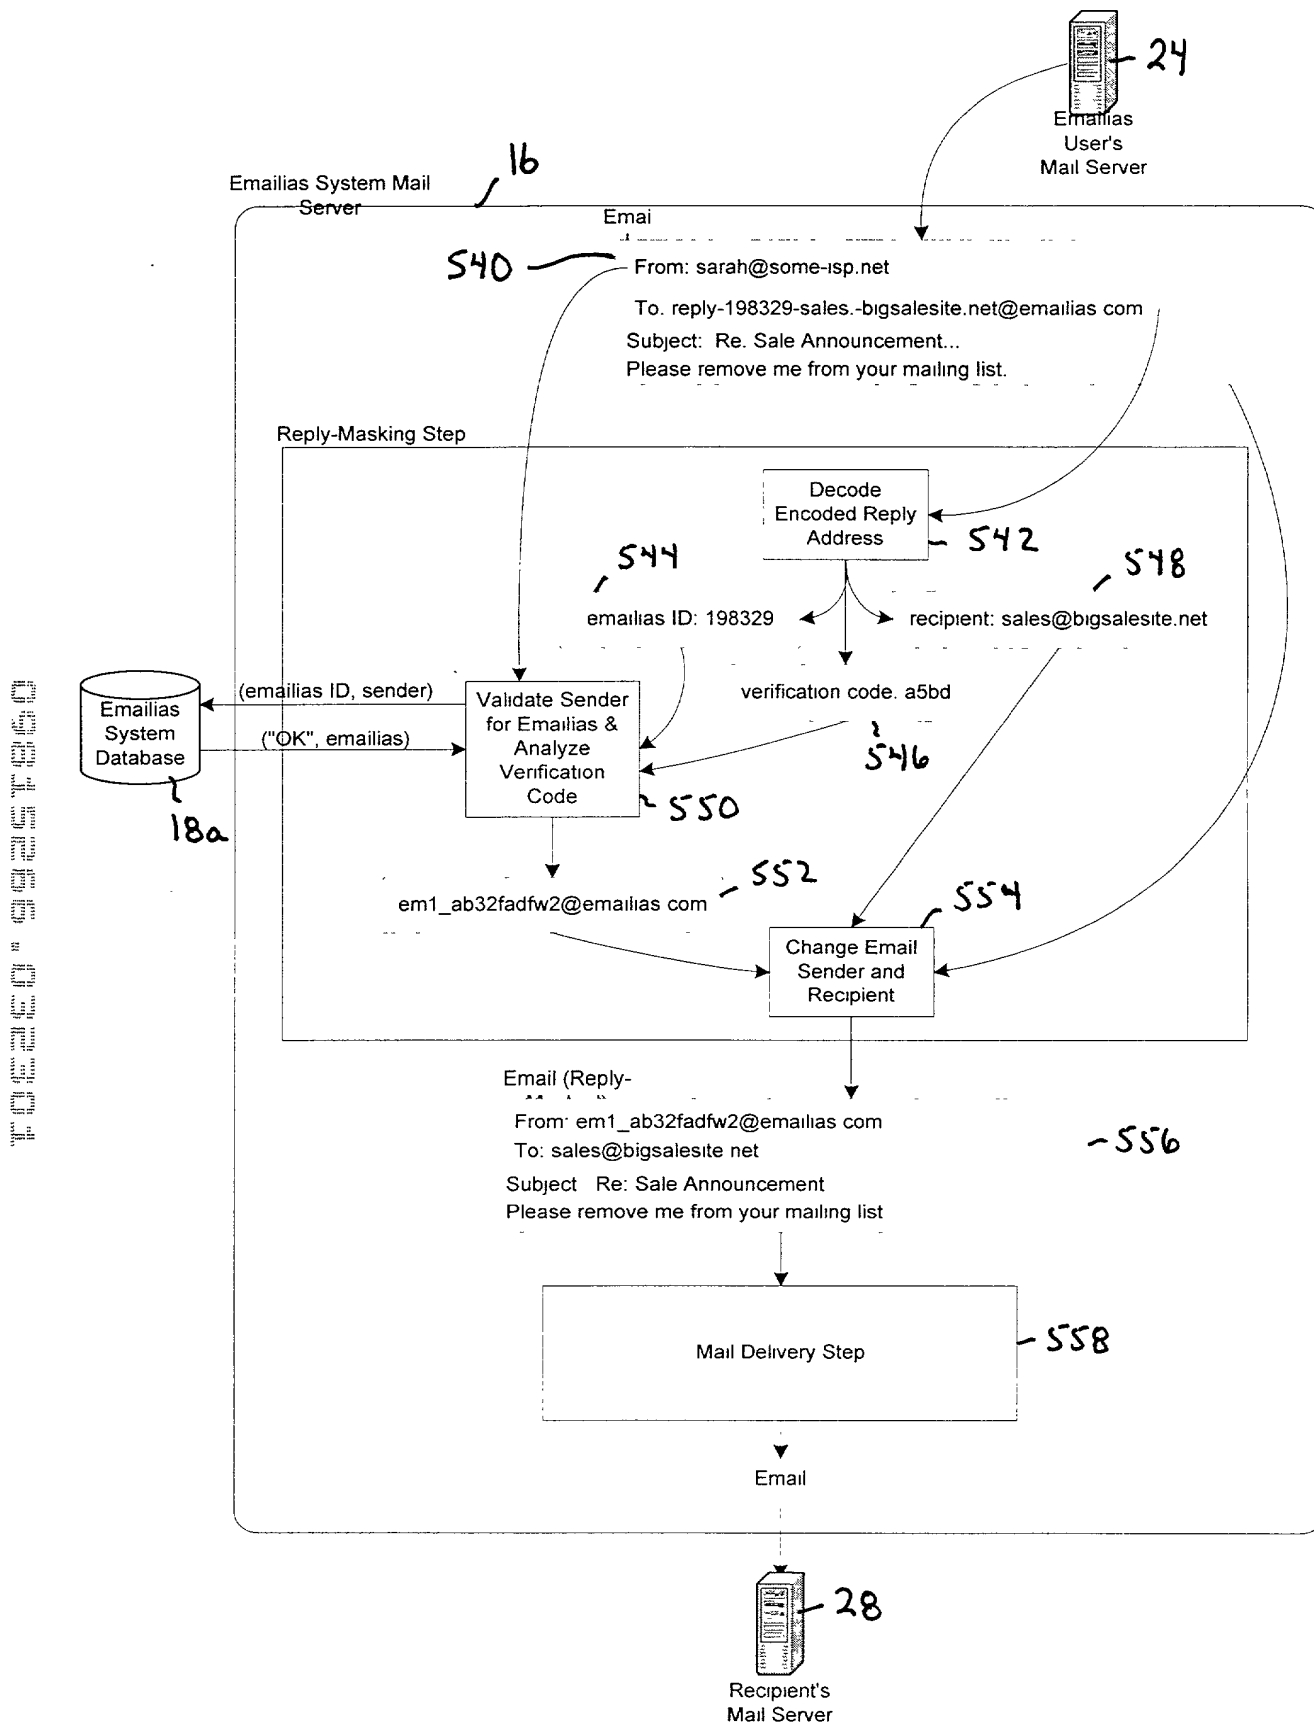 24
Emailias
User's
Mail Server
16
Emailias System Mail
Server
Emai
540
From: sarah@some-isp.net
To. reply-198329-sales.-bigsalesite.net@emailias com
Subject: Re. Sale Announcement...
Please remove me from your mailing list.
Reply-Masking Step
Decode
Encoded Reply
Address
542
544
548
emailias ID: 198329
recipient: sales@bigsalesite.net
verification code. a5bd
546
(emailias ID, sender)
Emailias
System
Database
("OK", emailias)
18a
Validate Sender
for Emailias &
Analyze
Verification
Code
550
552
em1_ab32fadfw2@emailias com
554
Change Email
Sender and
Recipient
Email (Reply-
From: em1_ab32fadfw2@emailias com
To: sales@bigsalesite net
556
Subject Re: Sale Announcement
Please remove me from your mailing list
Mail Delivery Step
558
Email
28
Recipient's
Mail Server